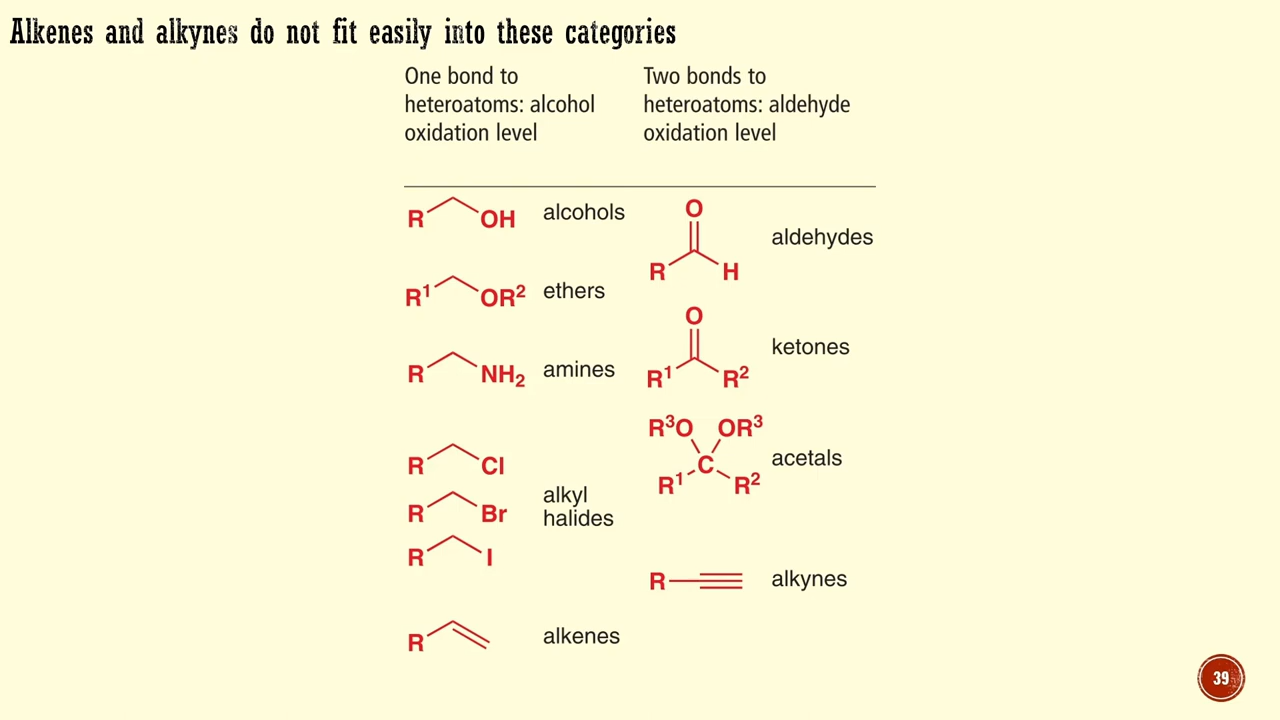 Alkenes and alkynes do not fit easily into these categories
One bond to
heteroatoms: alcohol
oxidation level
Two bonds to
heteroatoms: aldehyde
oxidation level
R OH alcohols
R¹ OR² ethers
R NH₂ amines
R Cl
R Br
R I
alkyl
halides
R alkenes
O
R H
aldehydes
O
R¹ R²
ketones
R³O OR³
C
R¹ R²
acetals
R alkynes
39